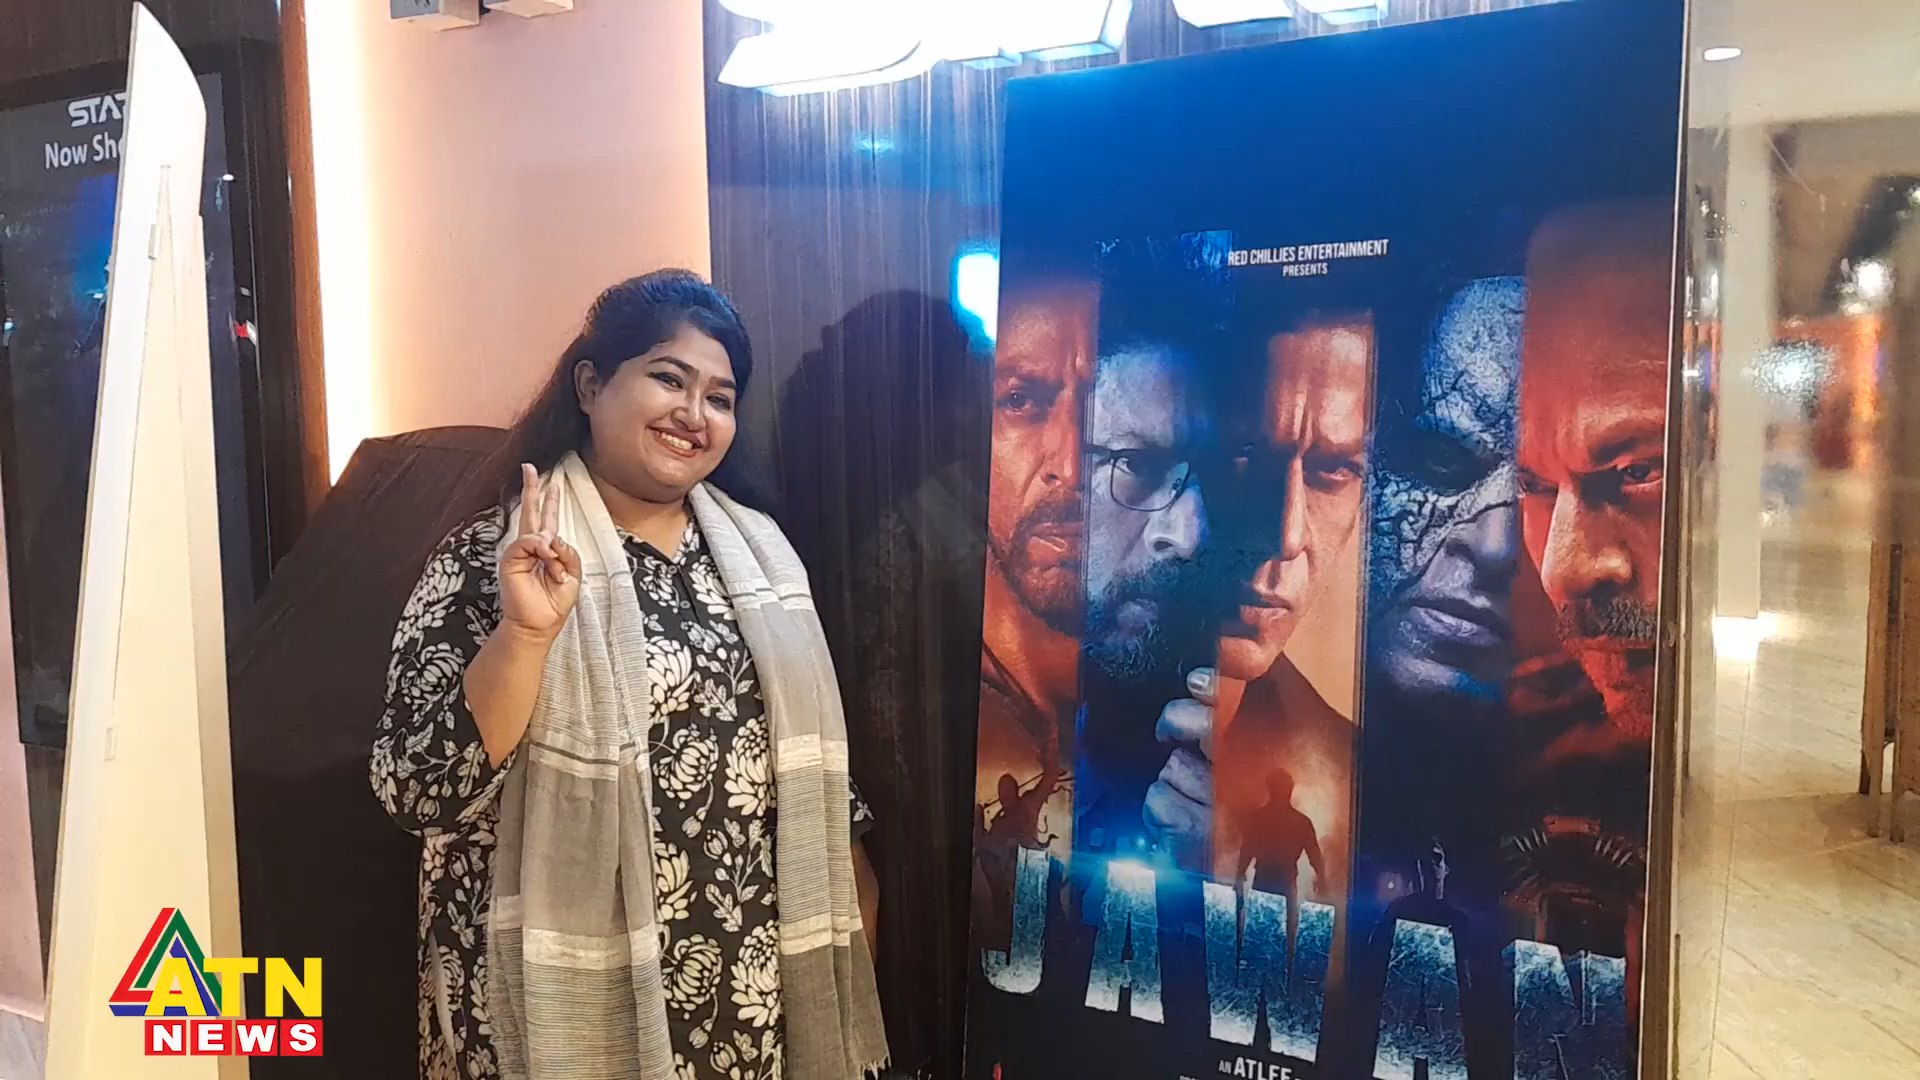 STA
Now Sh
RED CHILLIES ENTERTAINMENT
PRESENTS
JAWAN
AN ATLEE
ATN
NEWS